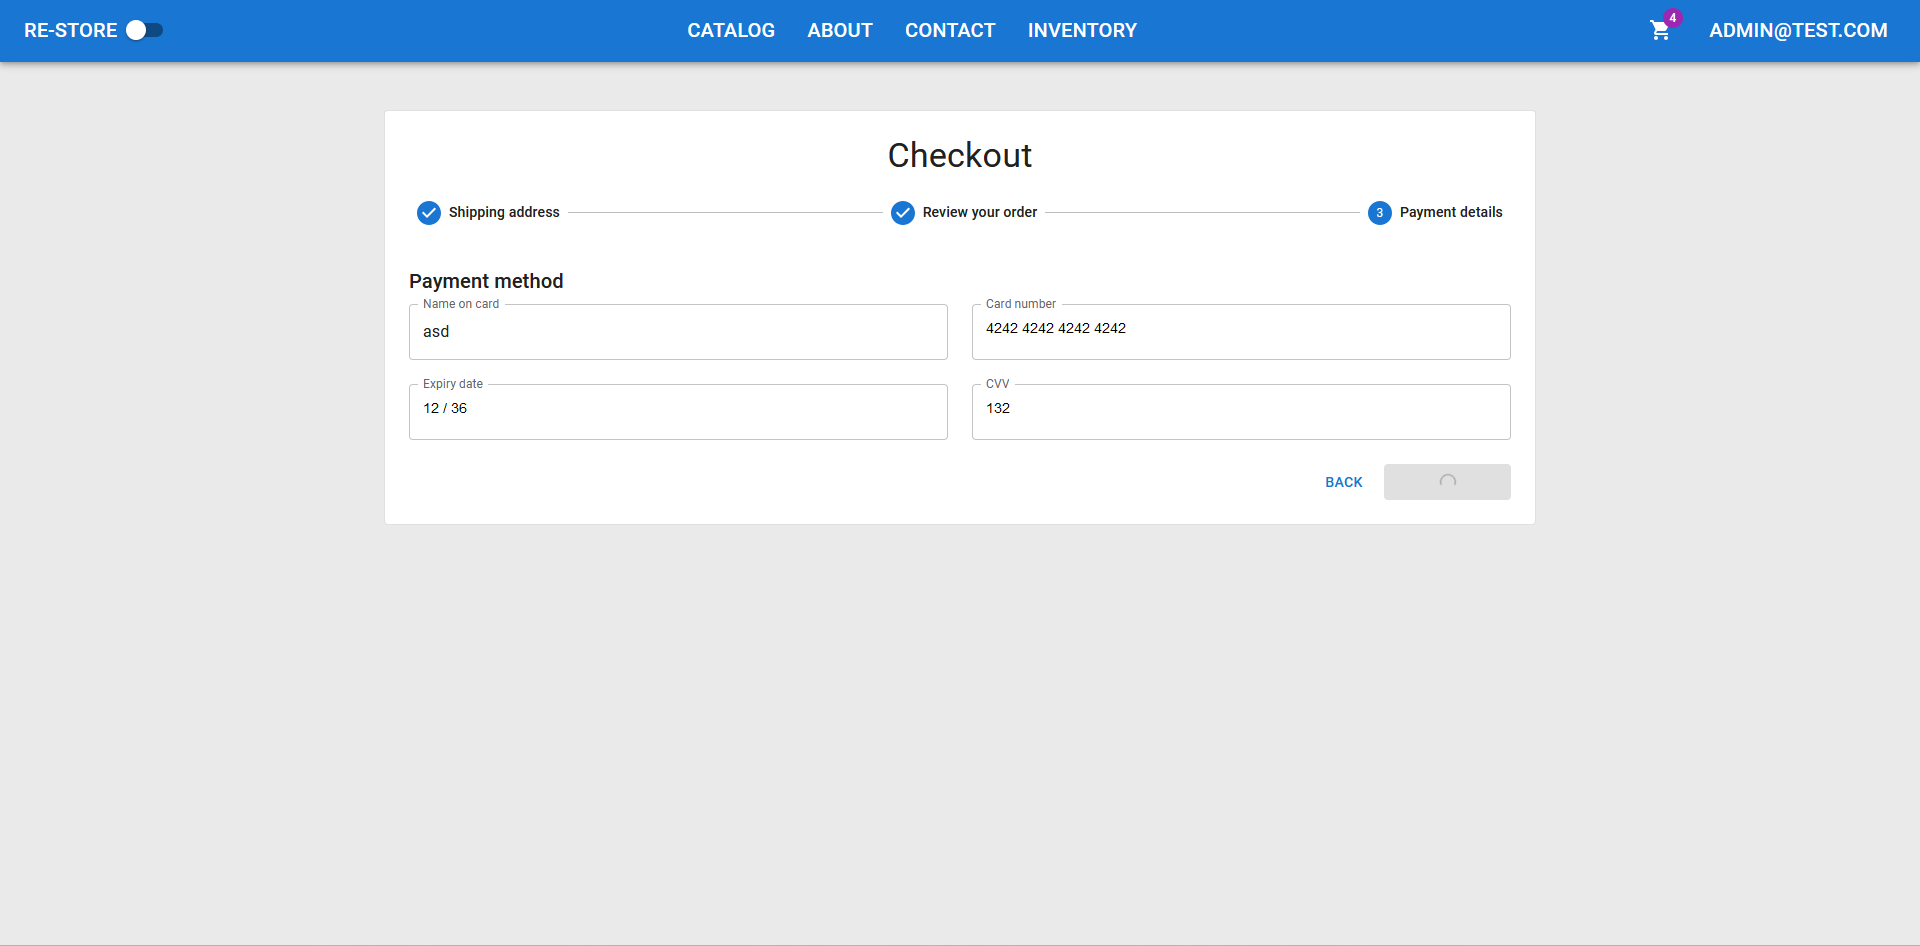 RE-STORE
CATALOG ABOUT CONTACT INVENTORY
4
ADMIN@TEST.COM
Checkout
Shipping address
Review your order
3 Payment details
Payment method
Name on card
asd
Card number
4242 4242 4242 4242
Expiry date
12 / 36
CVV
132
BACK